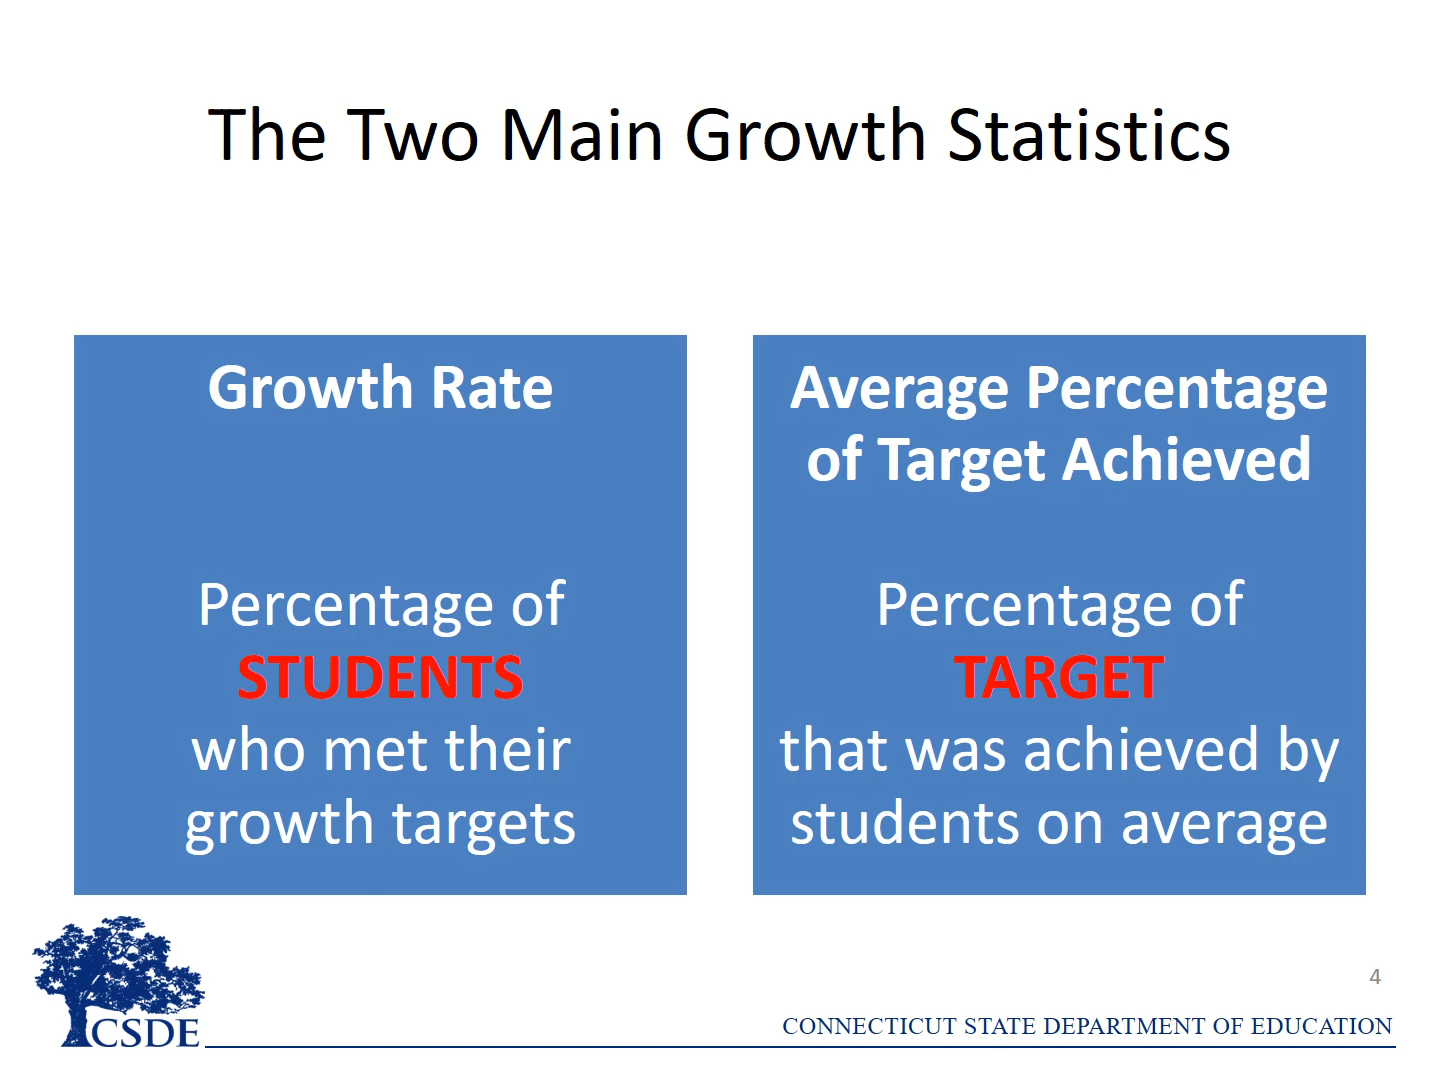 The Two Main Growth Statistics
Growth Rate
Percentage of
STUDENTS
who met their
growth targets
Average Percentage
of Target Achieved
Percentage of
TARGET
that was achieved by
students on average
CSDE
4
CONNECTICUT STATE DEPARTMENT OF EDUCATION